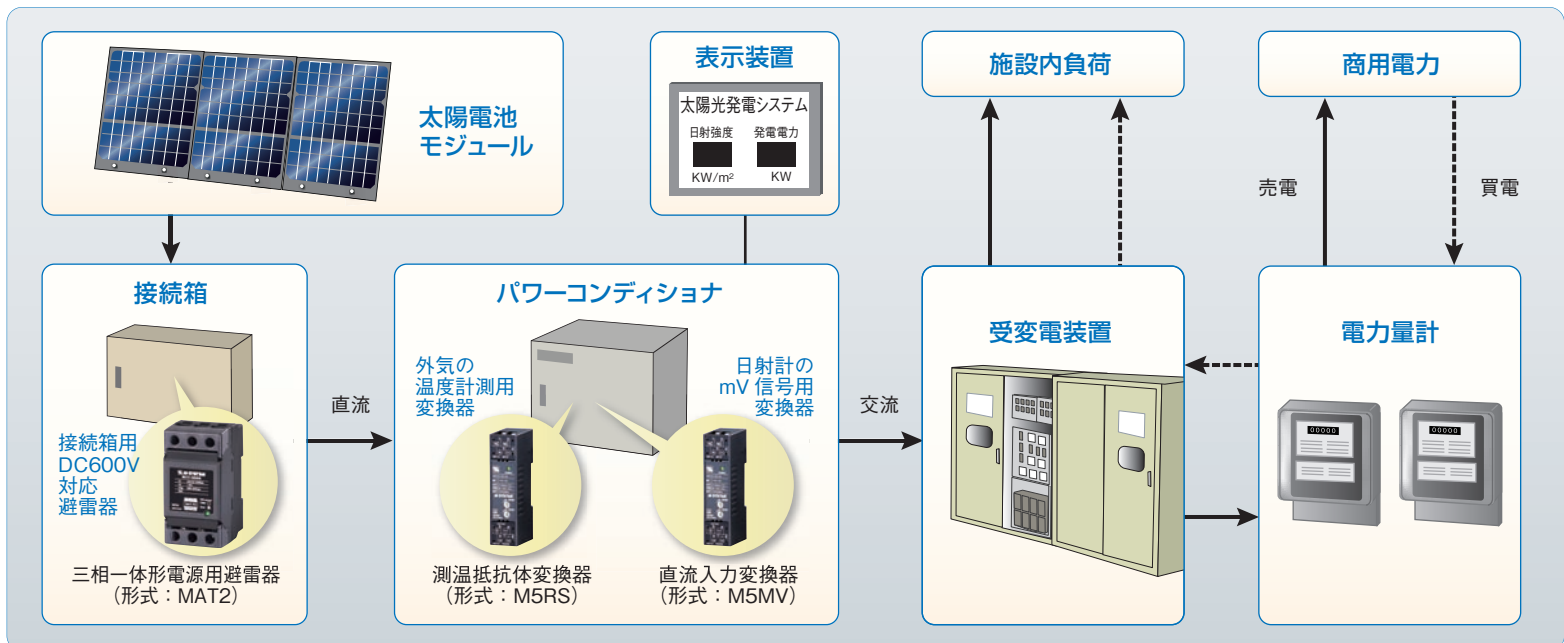 太陽電池
モジュール
表示装置
太陽光発電システム
日射強度 発電電力
KW/m² KW
施設内負荷
商用電力
売電
買電
接続箱
接続箱用
DC600V
対応
避雷器
三相一体形電源用避雷器
(形式：MAT2)
直流
パワーコンディショナ
外気の
温度計測用
変換器
日射計の
mV 信号用
変換器
測温抵抗体変換器
(形式：M5RS)
直流入力変換器
(形式：M5MV)
交流
受変電装置
電力量計
00000
00000